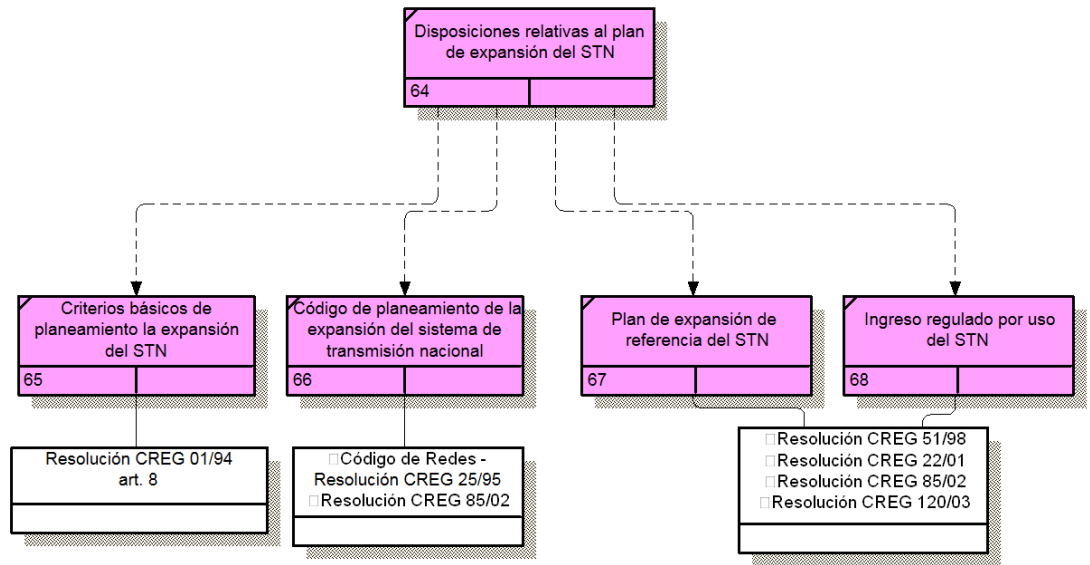 Disposiciones relativas al plan
de expansión del STN
64
Criterios básicos de
planeamiento la expansión
del STN
65
Código de planeamiento de la
expansión del sistema de
transmisión nacional
66
Plan de expansión de
referencia del STN
67
Ingreso regulado por uso
del STN
68
Resolución CREG 01/94
art. 8
□Código de Redes -
Resolución CREG 25/95
□Resolución CREG 85/02
□Resolución CREG 51/98
□Resolución CREG 22/01
□Resolución CREG 85/02
□Resolución CREG 120/03